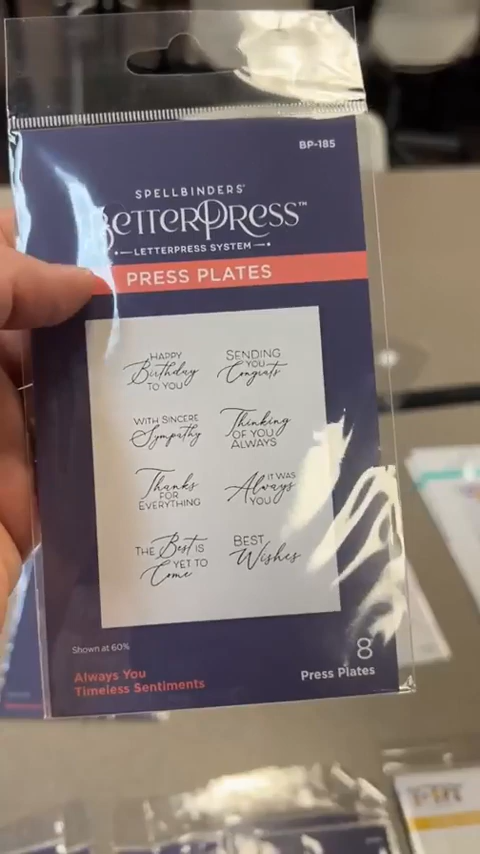 BP-185
SPELLBINDERS®
BETTERPRESS™
LETTERPRESS SYSTEM
PRESS PLATES
HAPPY
Birthday
TO YOU
SENDING
YOU
Congrats
WITH SINCERE
Sympathy
Thinking
OF YOU
ALWAYS
Thanks
FOR
EVERYTHING
IT WAS
Always
YOU
THE Best IS
YET TO
Come
BEST
Wishes
Shown at 60%
Always You
Timeless Sentiments
8
Press Plates